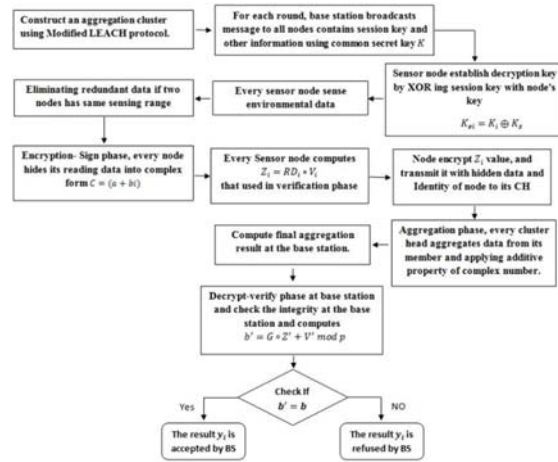 Construct an aggregation cluster
using Modified LEACH protocol.
For each round, base station broadcasts
message to all nodes contains session key and
other information using common secret key K
Sensor node establish decryption key
by XOR ing session key with node's
key
Kₑᵢ = Kᵢ ⊕ Kₛ
Every sensor node sense
environmental data
Eliminating redundant data if two
nodes has same sensing range
Encryption- Sign phase, every node
hides its reading data into complex
form C = (a + bi)
Every Sensor node computes
Zᵢ = RDᵢ * Vᵢ
that used in verification phase
Node encrypt Zᵢ value, and
transmit it with hidden data and
Identity of node to its CH
Aggregation phase, every cluster
head aggregates data from its
member and applying additive
property of complex number.
Compute final aggregation
result at the base station.
Decrypt-verify phase at base station
and check the integrity at the base
station and computes
b' = G * Z' + V' mod p
Check If
b' = b
Yes
NO
The result yᵢ is
accepted by BS
The result yᵢ is
refused by BS